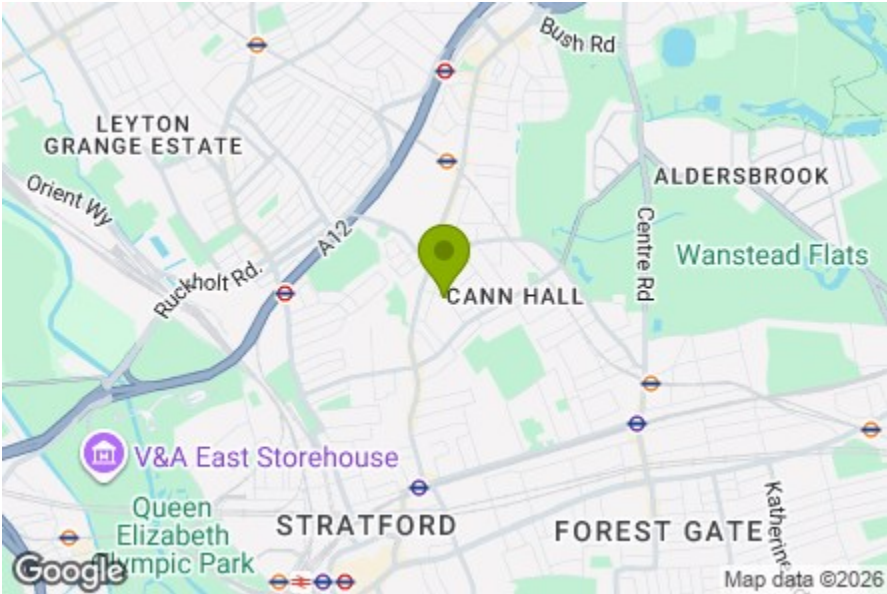 Bush Rd
LEYTON
GRANGE ESTATE
Orient Wy
ALDERSBROOK
A12
Centre Rd
Wanstead Flats
Ruckholt Rd.
CANN HALL
V&A East Storehouse
Queen
Elizabeth
Olympic Park
STRATFORD
FOREST GATE
Katherine
Google
Map data ©2026